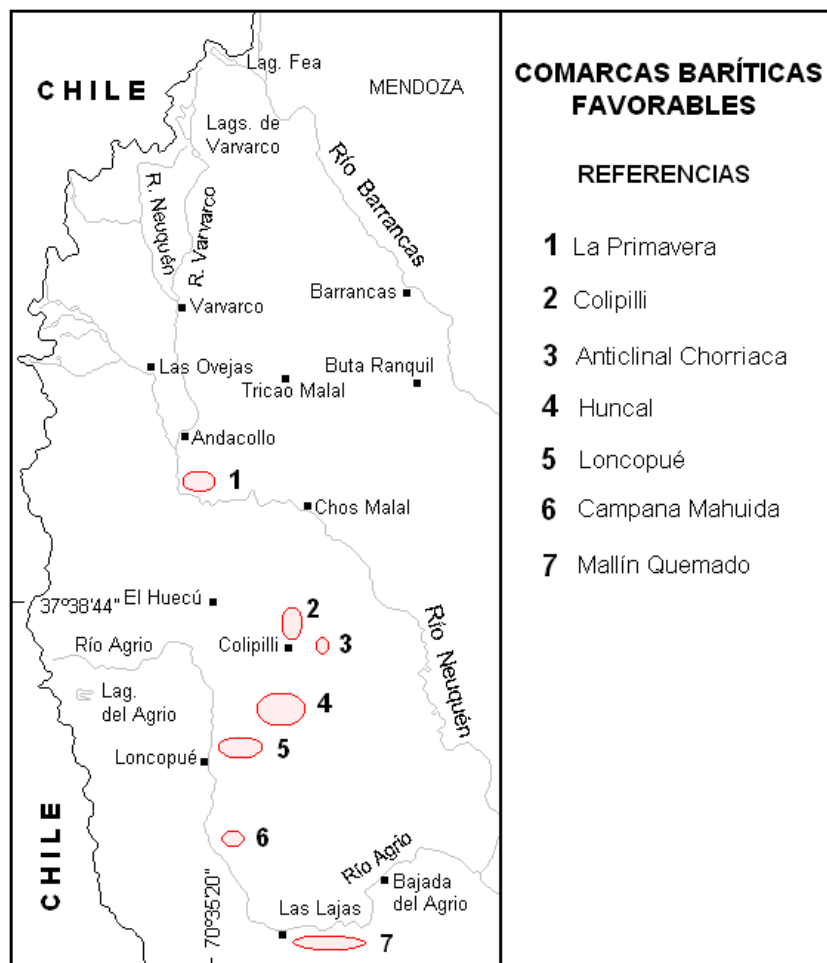 CHILE
Lag. Fea
MENDOZA
Lags. de
Varvarco
Río Barrancas
R. Neuquén
R. Varvarco
Barrancas
Varvarco
Las Ovejas
Buta Ranquil
Tricao Malal
Andacollo
1
Chos Malal
37º38'44"
El Huecú
2
Río Agrio
Colipilli
3
Río Neuquén
Lag.
del Agrio
4
5
Loncopué
6
CHILE
Río Agrio
Bajada
del Agrio
70º35'20"
Las Lajas
7
COMARCAS BARÍTICAS
FAVORABLES
REFERENCIAS
1 La Primavera
2 Colipilli
3 Anticlinal Chorriaca
4 Huncal
5 Loncopué
6 Campana Mahuida
7 Mallín Quemado